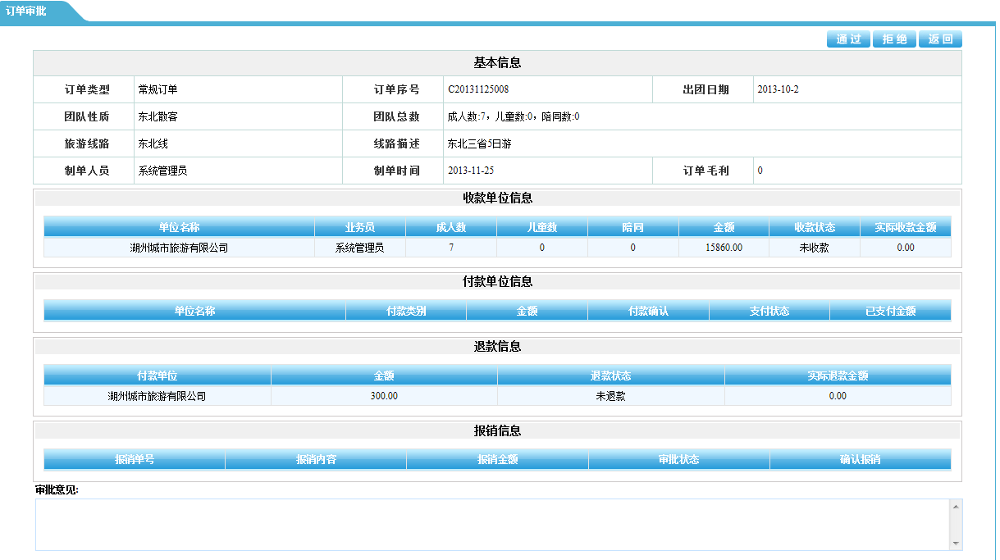 订单审批
通过 拒绝 返回
基本信息
订单类型 常规订单 订单序号 C20131125008 出团日期 2013-10-2
团队性质 东北散客 团队总数 成人数:7，儿童数:0，陪同数:0
旅游线路 东北线 线路描述 东北三省5日游
制单人员 系统管理员 制单时间 2013-11-25 订单毛利 0
收款单位信息
单位名称 业务员 成人数 儿童数 陪同 金额 收款状态 实际收款金额
湖州城市旅游有限公司 系统管理员 7 0 0 15860.00 未收款 0.00
付款单位信息
单位名称 付款类别 金额 付款确认 支付状态 已支付金额
退款信息
付款单位 金额 退款状态 实际退款金额
湖州城市旅游有限公司 300.00 未退款 0.00
报销信息
报销单号 报销内容 报销金额 审批状态 确认报销
审批意见: